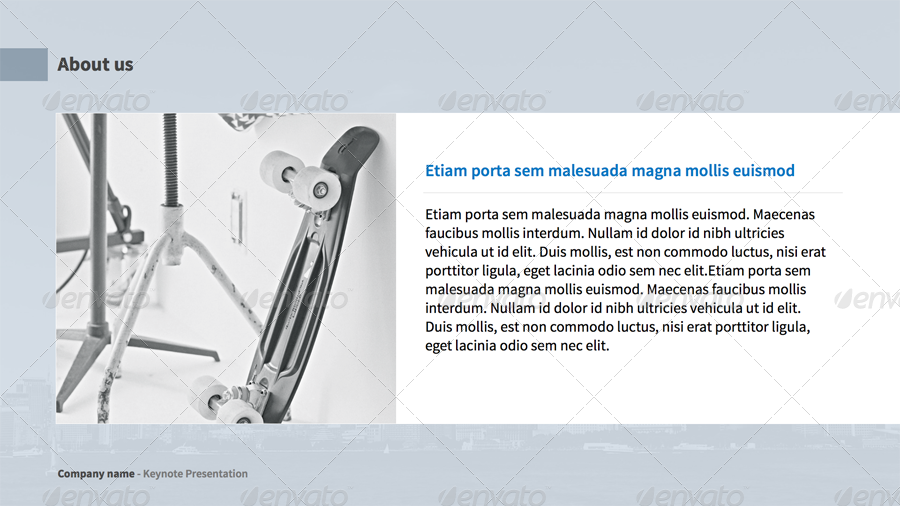 About us
Etiam porta sem malesuada magna mollis euismod
Etiam porta sem malesuada magna mollis euismod. Maecenas
faucibus mollis interdum. Nullam id dolor id nibh ultricies
vehicula ut id elit. Duis mollis, est non commodo luctus, nisi erat
porttitor ligula, eget lacinia odio sem nec elit.Etiam porta sem
malesuada magna mollis euismod. Maecenas faucibus mollis
interdum. Nullam id dolor id nibh ultricies vehicula ut id elit.
Duis mollis, est non commodo luctus, nisi erat porttitor ligula,
eget lacinia odio sem nec elit.
Company name - Keynote Presentation
envato envato envato envato envato
envato envato envato envato envato
envato envato envato envato envato